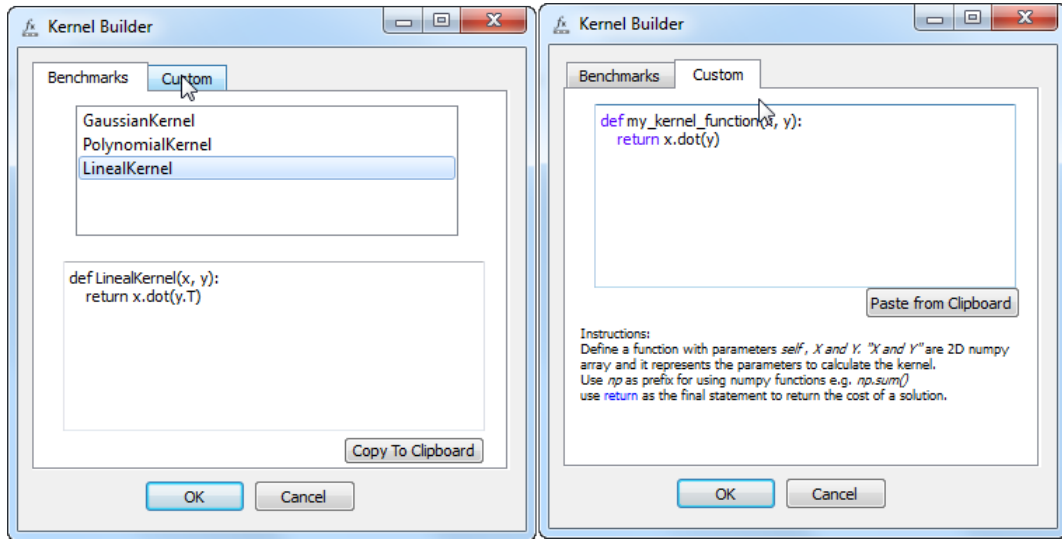 Kernel Builder
Benchmarks
Custom
GaussianKernel
PolynomialKernel
LinealKernel
def LinealKernel(x, y):
return x.dot(y.T)
Copy To Clipboard
OK
Cancel
Kernel Builder
Benchmarks
Custom
def my_kernel_function(x, y):
return x.dot(y)
Paste from Clipboard
Instructions:
Define a function with parameters self , X and Y. "X and Y" are 2D numpy
array and it represents the parameters to calculate the kernel.
Use np as prefix for using numpy functions e.g. np.sum()
use return as the final statement to return the cost of a solution.
OK
Cancel